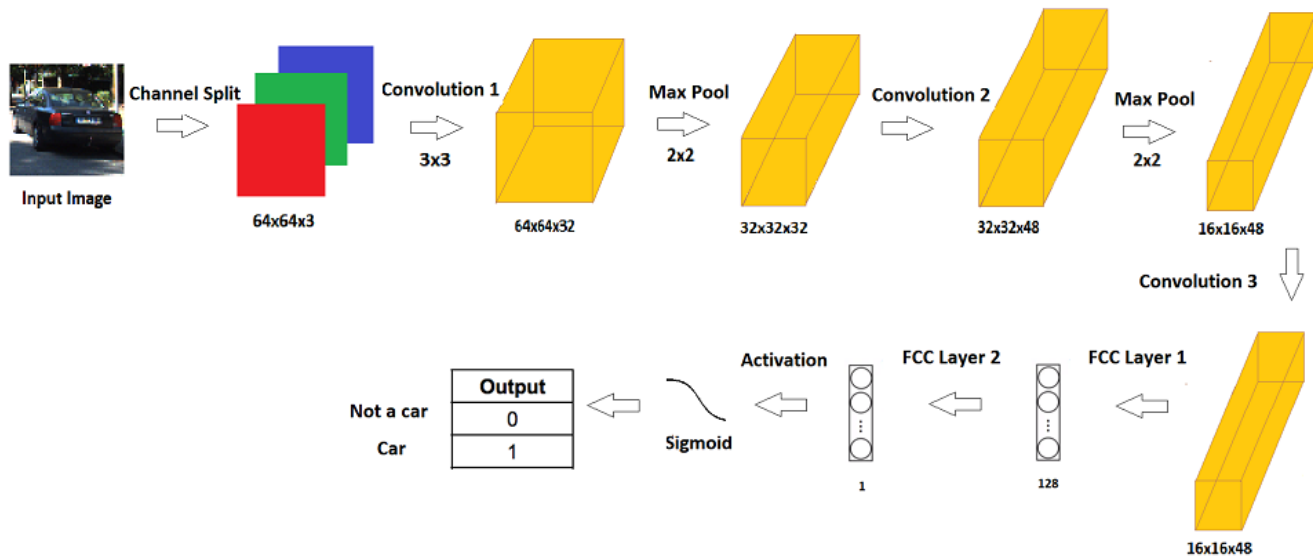 Input Image
Channel Split
64x64x3
Convolution 1
3x3
64x64x32
Max Pool
2x2
32x32x32
Convolution 2
32x32x48
Max Pool
2x2
16x16x48
Convolution 3
16x16x48
FCC Layer 1
128
FCC Layer 2
1
Activation
Sigmoid
Output
Not a car 0
Car 1